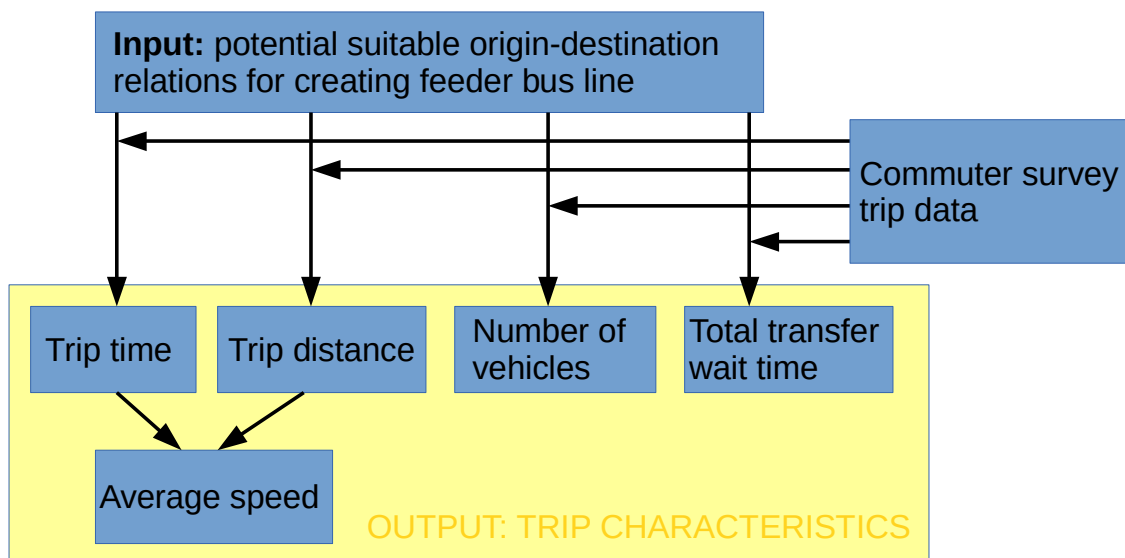 Input: potential suitable origin-destination
relations for creating feeder bus line
Commuter survey
trip data
Trip time
Trip distance
Number of
vehicles
Total transfer
wait time
Average speed
OUTPUT: TRIP CHARACTERISTICS